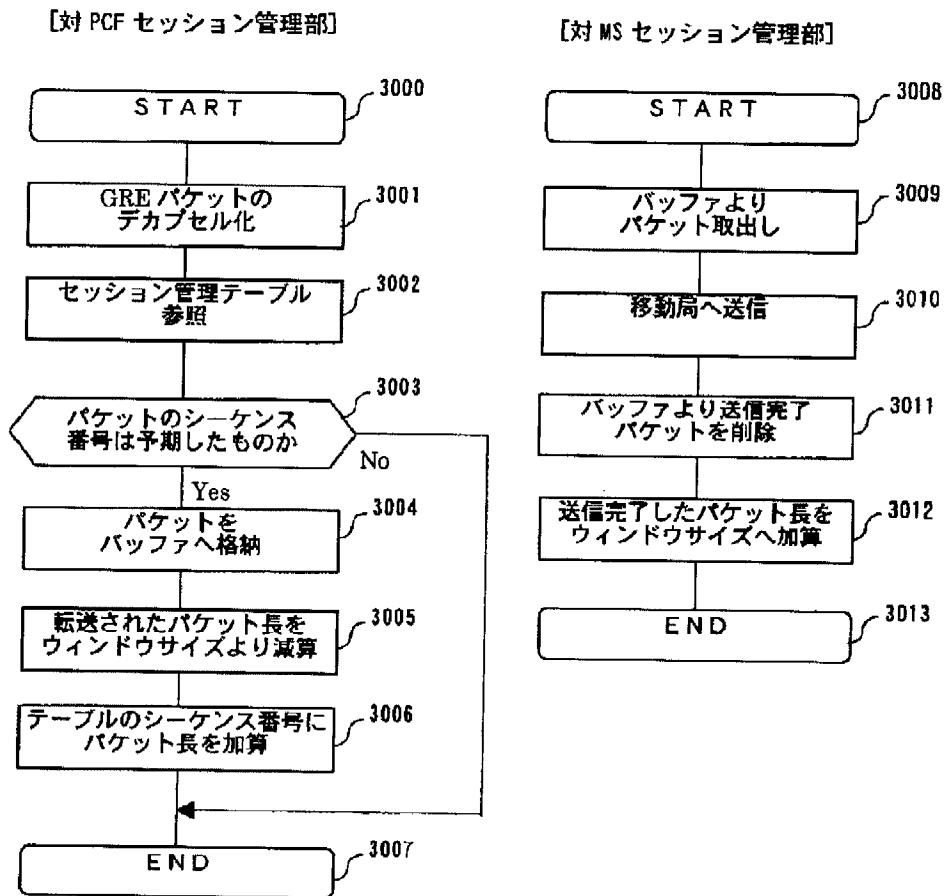 [対 PCF セッション管理部]
START
3000
GRE パケットの
デカプセル化
3001
セッション管理テーブル
参照
3002
パケットのシーケンス
番号は予期したものか
3003
No
Yes
パケットを
バッファへ格納
3004
転送されたパケット長を
ウィンドウサイズより減算
3005
テーブルのシーケンス番号に
パケット長を加算
3006
END
3007
[対 MS セッション管理部]
START
3008
バッファより
パケット取出し
3009
移動局へ送信
3010
バッファより送信完了
パケットを削除
3011
送信完了したパケット長を
ウィンドウサイズへ加算
3012
END
3013